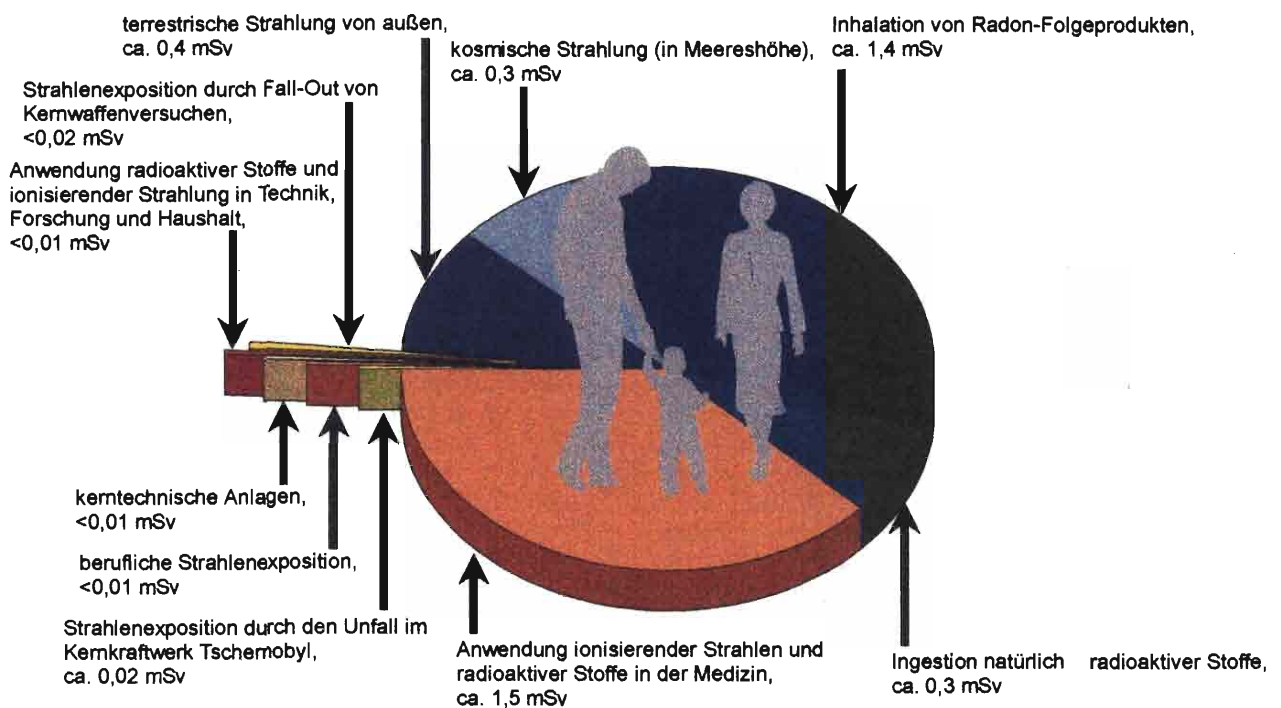 terrestrische Strahlung von außen,
ca. 0,4 mSv
kosmische Strahlung (in Meereshöhe),
ca. 0,3 mSv
Inhalation von Radon-Folgeprodukten,
ca. 1,4 mSv
Strahlenexposition durch Fall-Out von
Kernwaffenversuchen,
<0,02 mSv
Anwendung radioaktiver Stoffe und
ionisierender Strahlung in Technik,
Forschung und Haushalt,
<0,01 mSv
kerntechnische Anlagen,
<0,01 mSv
berufliche Strahlenexposition,
<0,01 mSv
Strahlenexposition durch den Unfall im
Kernkraftwerk Tschernobyl,
ca. 0,02 mSv
Anwendung ionisierender Strahlen und
radioaktiver Stoffe in der Medizin,
ca. 1,5 mSv
Ingestion natürlich radioaktiver Stoffe,
ca. 0,3 mSv